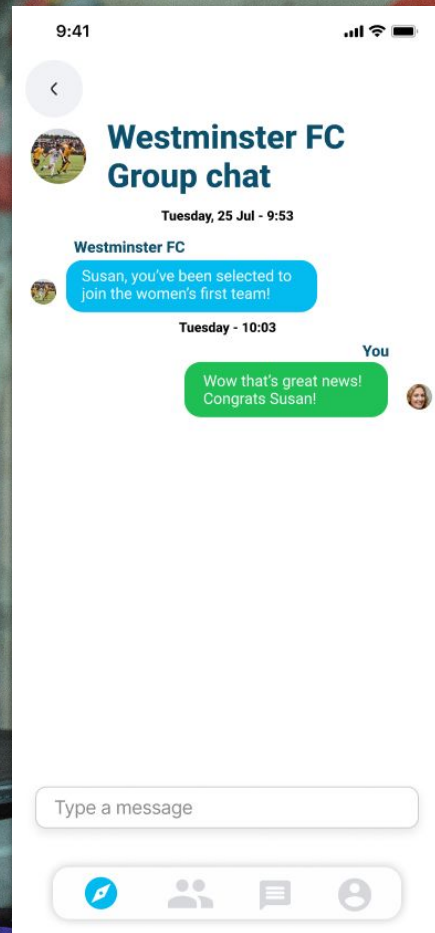 9:41
Westminster FC
Group chat
Tuesday, 25 Jul - 9:53
Westminster FC
Susan, you've been selected to
join the women's first team!
Tuesday - 10:03
You
Wow that's great news!
Congrats Susan!
Type a message